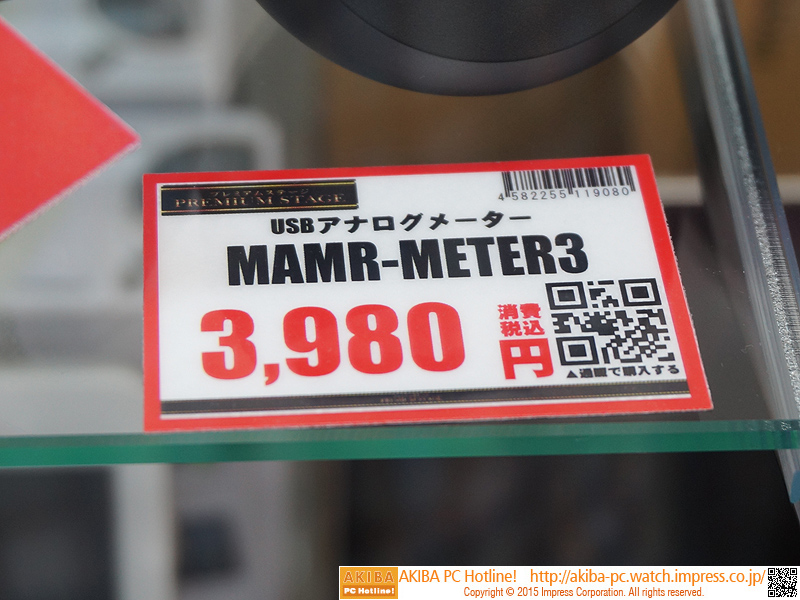 プレミアムステージ
PREMIUM STAGE
4 582255 119080
USBアナログメーター
MAMR-METER3
3,980
消費
税込
円
▲通販で購入する
AKIBA
PC Hotline!
AKIBA PC Hotline! http://akiba-pc.watch.impress.co.jp/
Copyright © 2015 Impress Corporation. All rights reserved.